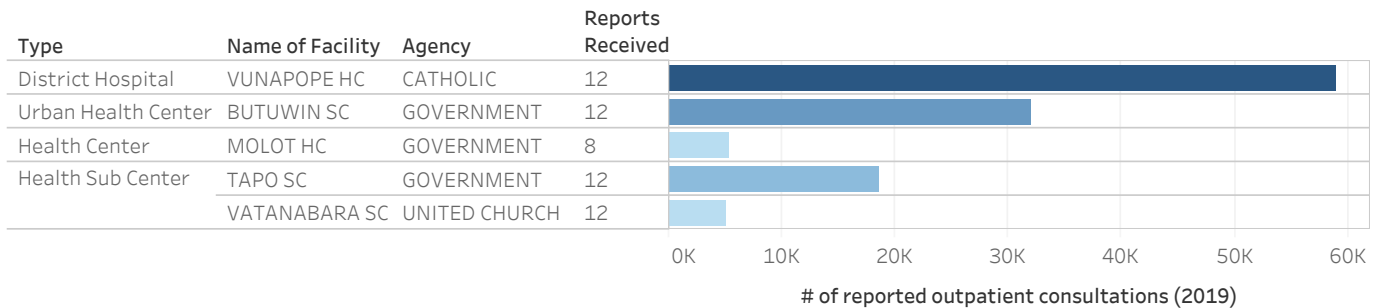 Type Name of Facility Agency Reports Received
District Hospital VUNAPOPE HC CATHOLIC 12
Urban Health Center BUTUWIN SC GOVERNMENT 12
Health Center MOLOT HC GOVERNMENT 8
Health Sub Center TAPO SC GOVERNMENT 12
VATANABARA SC UNITED CHURCH 12
0K 10K 20K 30K 40K 50K 60K
# of reported outpatient consultations (2019)